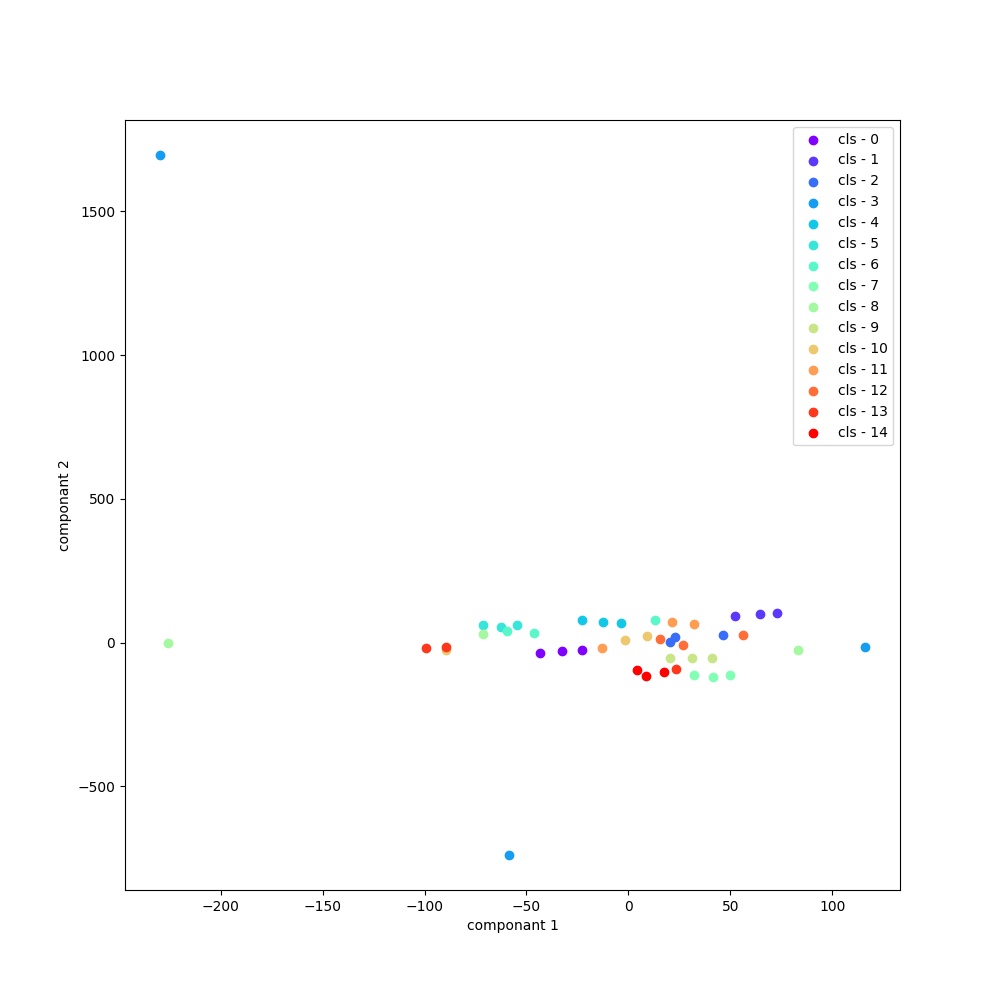 cls - 0
cls - 1
cls - 2
cls - 3
cls - 4
cls - 5
cls - 6
cls - 7
cls - 8
cls - 9
cls - 10
cls - 11
cls - 12
cls - 13
cls - 14
1500
1000
500
0
−500
componant 2
−200 −150 −100 −50 0 50 100
componant 1